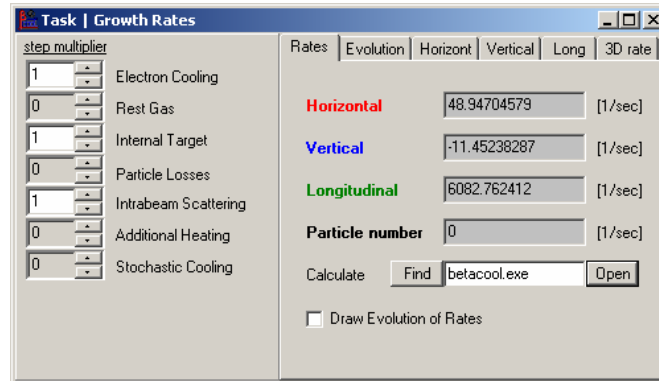 Task | Growth Rates
step multiplier
1 Electron Cooling
0 Rest Gas
1 Internal Target
0 Particle Losses
1 Intrabeam Scattering
0 Additional Heating
0 Stochastic Cooling
Rates Evolution Horizont Vertical Long 3D rate
Horizontal 48.94704579 [1/sec]
Vertical -11.45238287 [1/sec]
Longitudinal 6082.762412 [1/sec]
Particle number 0 [1/sec]
Calculate Find betacool.exe Open
Draw Evolution of Rates